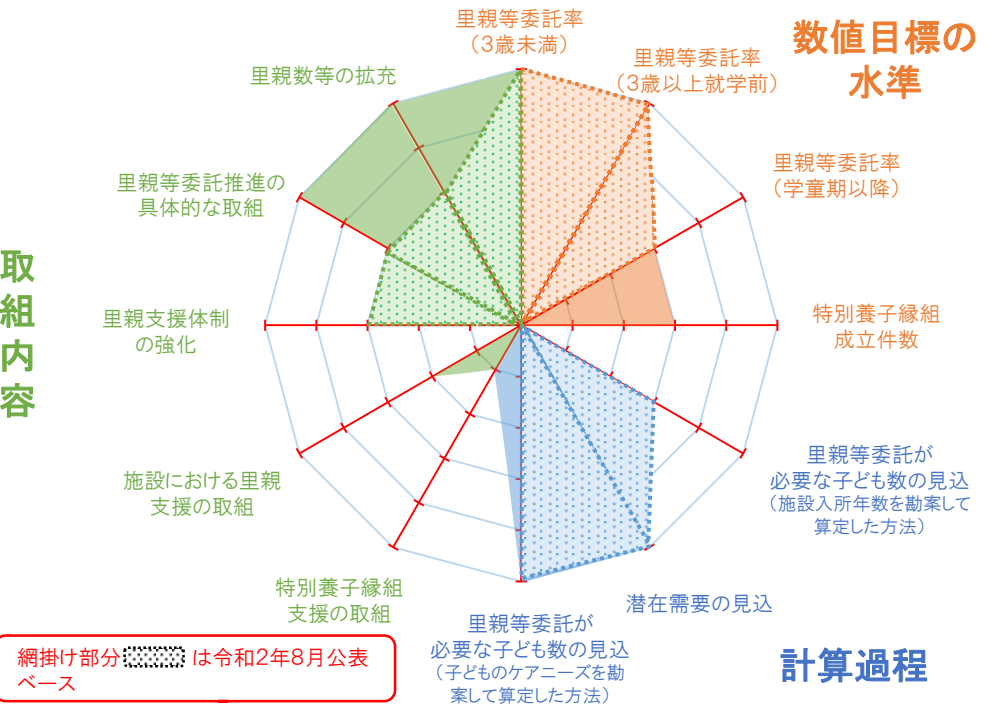 里親等委託率
（3歳未満）
里親等委託率
（3歳以上就学前）
数値目標の
水準
里親数等の拡充
里親等委託率
（学童期以降）
里親等委託推進の
具体的な取組
取
組
内
容
里親支援体制
の強化
特別養子縁組
成立件数
施設における里親
支援の取組
里親等委託が
必要な子ども数の見込
（施設入所年数を勘案して
算定した方法）
特別養子縁組
支援の取組
潜在需要の見込
里親等委託が
必要な子ども数の見込
（子どものケアニーズを勘
案して算定した方法）
計算過程
網掛け部分 は令和2年8月公表
ベース